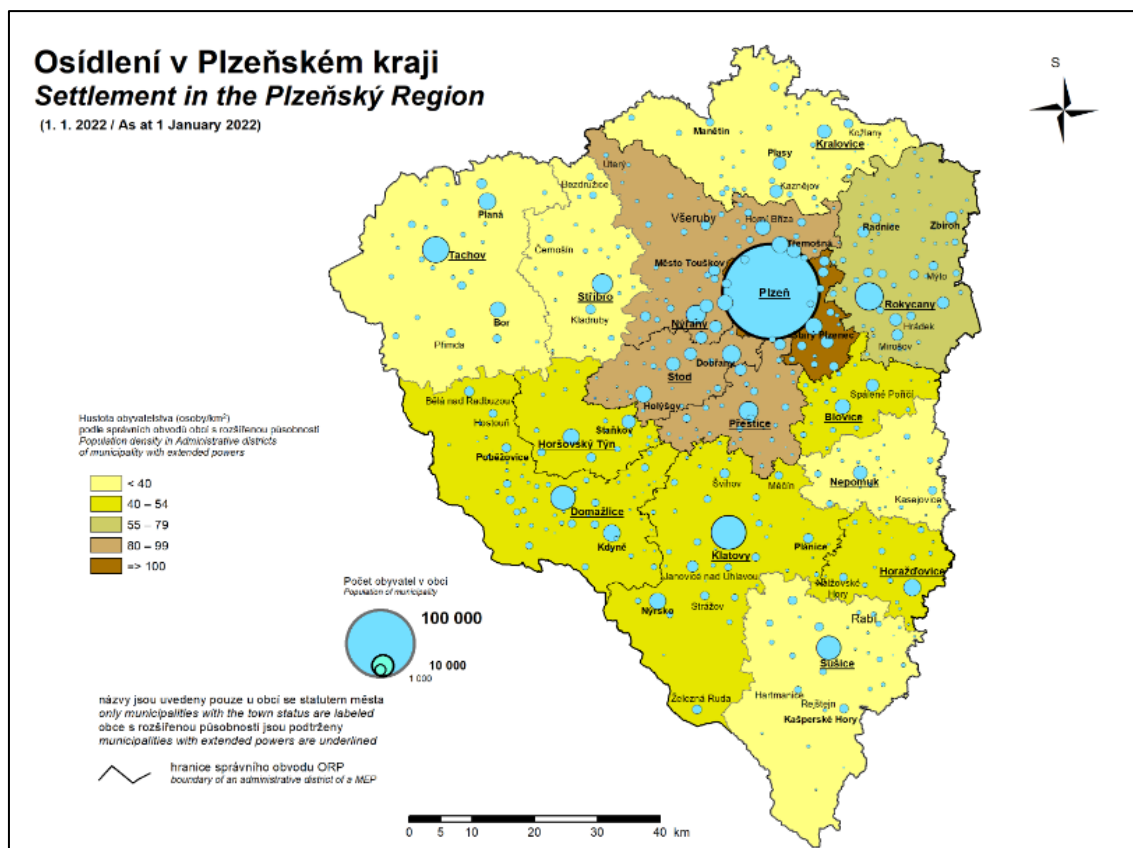 Osídlení v Plzeňském kraji
Settlement in the Plzeňský Region
(1. 1. 2022 / As at 1 January 2022)
S
Manětín
Kožlany
Kralovice
Plasy
Kaznějov
Úterý
Bezdružice
Planá
Všeruby
Horní Bříza
Radnice
Zbiroh
Třemošná
Černošín
Tachov
Město Touškov
Mýto
Plzeň
Stříbro
Rokycany
Kladruby
Bor
Nýřany
Hrádek
Starý Plzenec
Přimda
Mirošov
Dobřany
Stod
Spálené Poříčí
Bělá nad Radbuzou
Holýšov
Blovice
Přeštice
Hostouň
Staňkov
Horšovský Týn
Poběžovice
Švihov
Měčín
Nepomuk
Kasejovice
Domažlice
Kdyně
Klatovy
Plánice
Horažďovice
Janovice nad Úhlavou
Nalžovské
Hory
Nýrsko
Strážov
Rabí
Sušice
Hartmanice
Železná Ruda
Rejštejn
Kašperské Hory
Hustota obyvatelstva (osoby/km²)
podle správních obvodů obcí s rozšířenou působností
Population density in Administrative districts
of municipality with extended powers
< 40
40 – 54
55 – 79
80 – 99
=> 100
Počet obyvatel v obci
Population of municipality
100 000
10 000
1 000
názvy jsou uvedeny pouze u obcí se statutem města
only municipalities with the town status are labeled
obce s rozšířenou působností jsou podtrženy
municipalities with extended powers are underlined
hranice správního obvodu ORP
boundary of an administrative district of a MEP
0 5 10 20 30 40 km